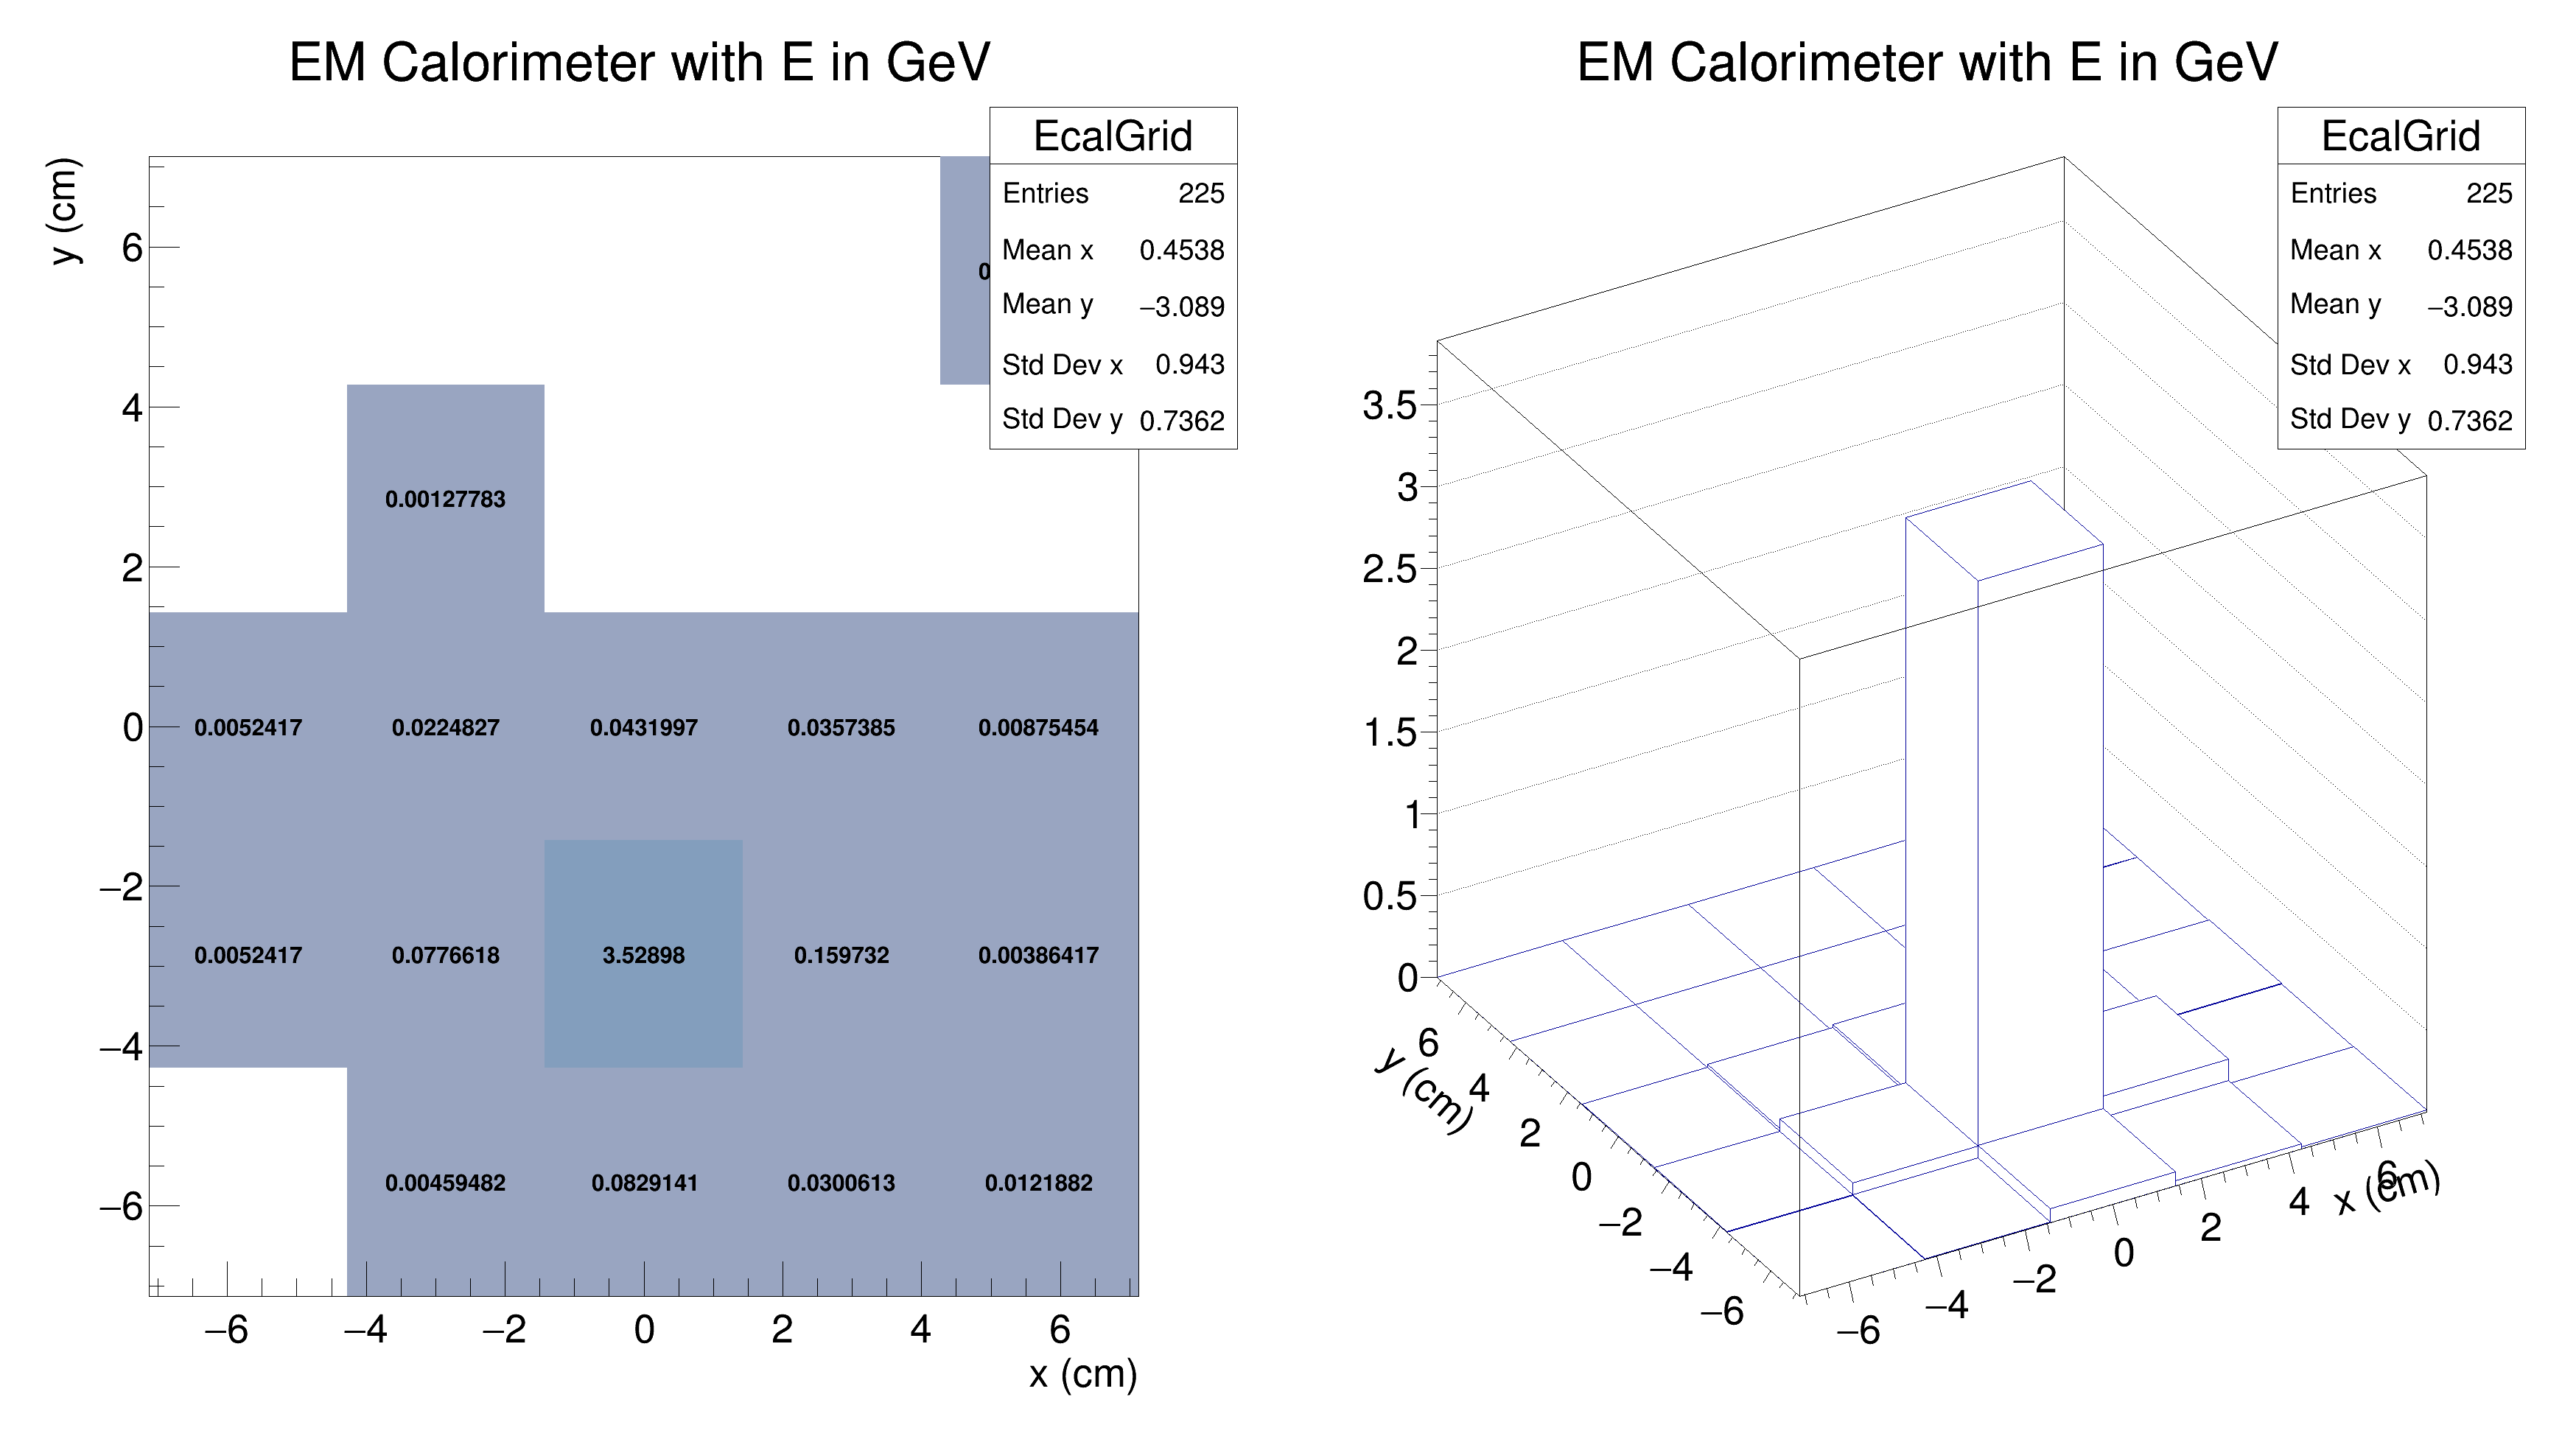 EM Calorimeter with E in GeV
EcalGrid
Entries 225
Mean x 0.4538
Mean y −3.089
Std Dev x 0.943
Std Dev y 0.7362
y (cm)
6
4
2
0
−2
−4
−6
0
0.00127783
0.0052417 0.0224827 0.0431997 0.0357385 0.00875454
0.0052417 0.0776618 3.52898 0.159732 0.00386417
0.00459482 0.0829141 0.0300613 0.0121882
−6 −4 −2 0 2 4 6
x (cm)
EM Calorimeter with E in GeV
EcalGrid
Entries 225
Mean x 0.4538
Mean y −3.089
Std Dev x 0.943
Std Dev y 0.7362
3.5
3
2.5
2
1.5
1
0.5
0
6
4
2
0
−2
−4
−6
y (cm)
−6
−4
−2
0
2
4
6
x (cm)